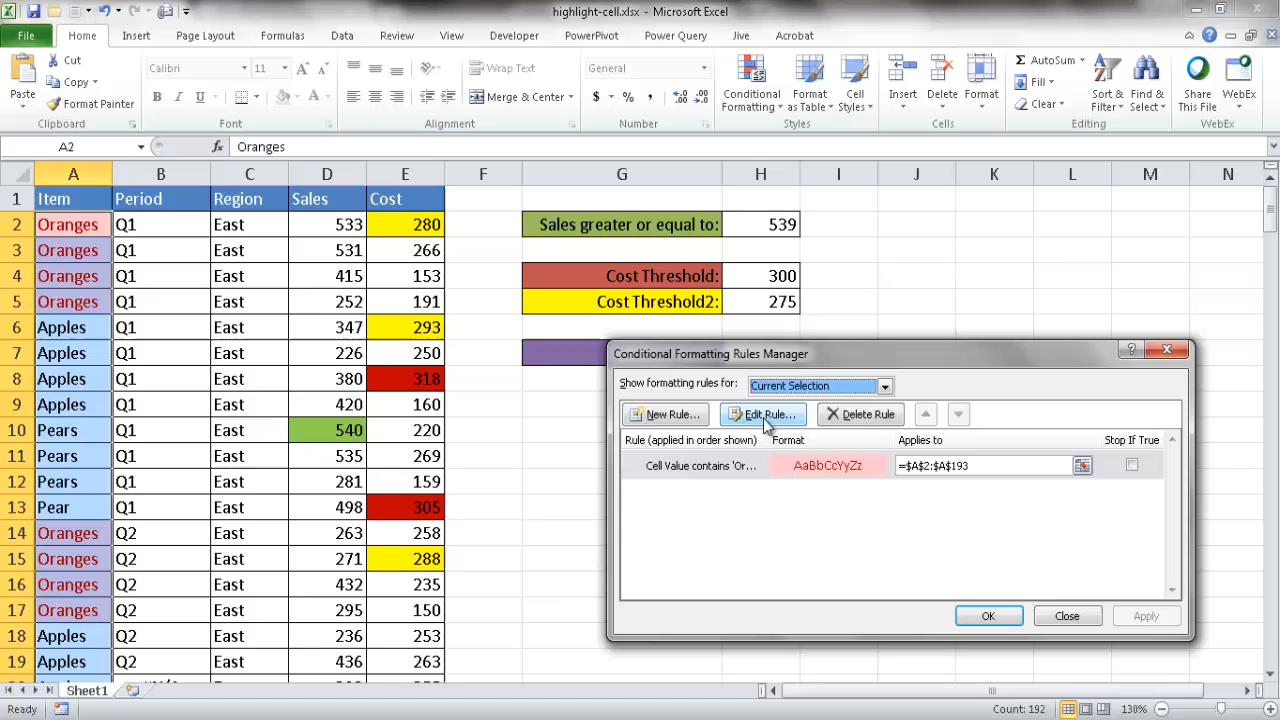 highlight-cell.xlsx - Microsoft Excel
File Home Insert Page Layout Formulas Data Review View Developer PowerPivot Power Query Jive Acrobat
Paste
Cut
Copy
Format Painter
Clipboard
Calibri 11
B I U
Font
Wrap Text
Merge & Center
Alignment
General
$ % ,
Number
Conditional Formatting
Format as Table
Cell Styles
Styles
Insert Delete Format
Cells
AutoSum
Fill
Clear
Sort & Filter
Find & Select
Editing
Share This File
WebEx
WebEx
A2 fx Oranges
A B C D E F G H I J K L M N
1 Item Period Region Sales Cost
2 Oranges Q1 East 533 280 Sales greater or equal to: 539
3 Oranges Q1 East 531 266
4 Oranges Q1 East 415 153 Cost Threshold: 300
5 Oranges Q1 East 252 191 Cost Threshold2: 275
6 Apples Q1 East 347 293
7 Apples Q1 East 226 250
8 Apples Q1 East 380 318
9 Apples Q1 East 420 160
10 Pears Q1 East 540 220
11 Pears Q1 East 535 269
12 Pears Q1 East 281 159
13 Pear Q1 East 498 305
14 Oranges Q2 East 263 258
15 Oranges Q2 East 271 288
16 Oranges Q2 East 432 235
17 Oranges Q2 East 295 150
18 Apples Q2 East 236 253
19 Apples Q2 East 436 263
Conditional Formatting Rules Manager
Show formatting rules for: Current Selection
New Rule... Edit Rule... Delete Rule
Rule (applied in order shown) Format Applies to Stop If True
Cell Value contains 'Or... AaBbCcYyZz =$A$2:$A$193
OK Close Apply
Sheet1
Ready Count: 192 130%